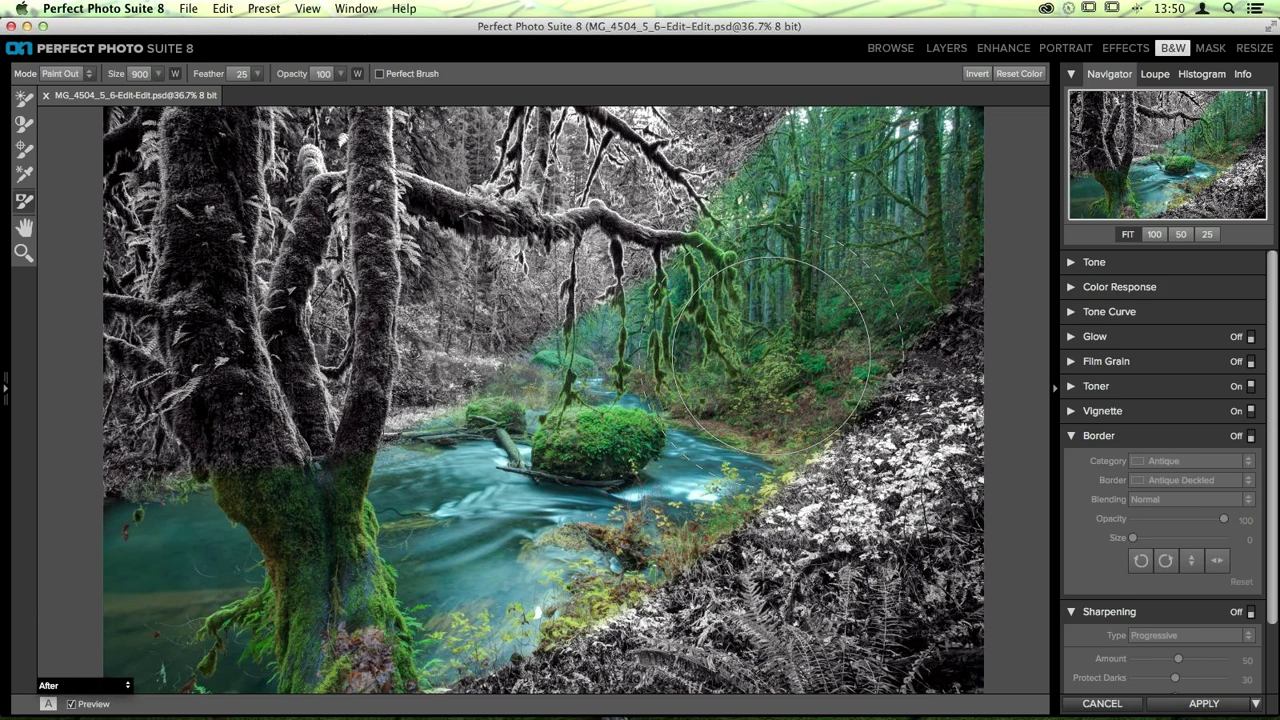 Perfect Photo Suite 8 File Edit Preset View Window Help 13:50
Perfect Photo Suite 8 (MG_4504_5_6-Edit-Edit.psd@36.7% 8 bit)
on PERFECT PHOTO SUITE 8 BROWSE LAYERS ENHANCE PORTRAIT EFFECTS B&W MASK RESIZE
Mode Paint Out Size 900 W Feather 25 Opacity 100 W Perfect Brush Invert Reset Color
Navigator Loupe Histogram Info
MG_4504_5_6-Edit-Edit.psd@36.7% 8 bit
FIT 100 50 25
Tone
Color Response
Tone Curve
Glow Off
Film Grain Off
Toner On
Vignette On
Border Off
Category Antique
Border Antique Deckled
Blending Normal
Opacity 100
Size 0
Reset
Sharpening Off
Type Progressive
Amount 50
Protect Darks 30
After
A Preview CANCEL APPLY